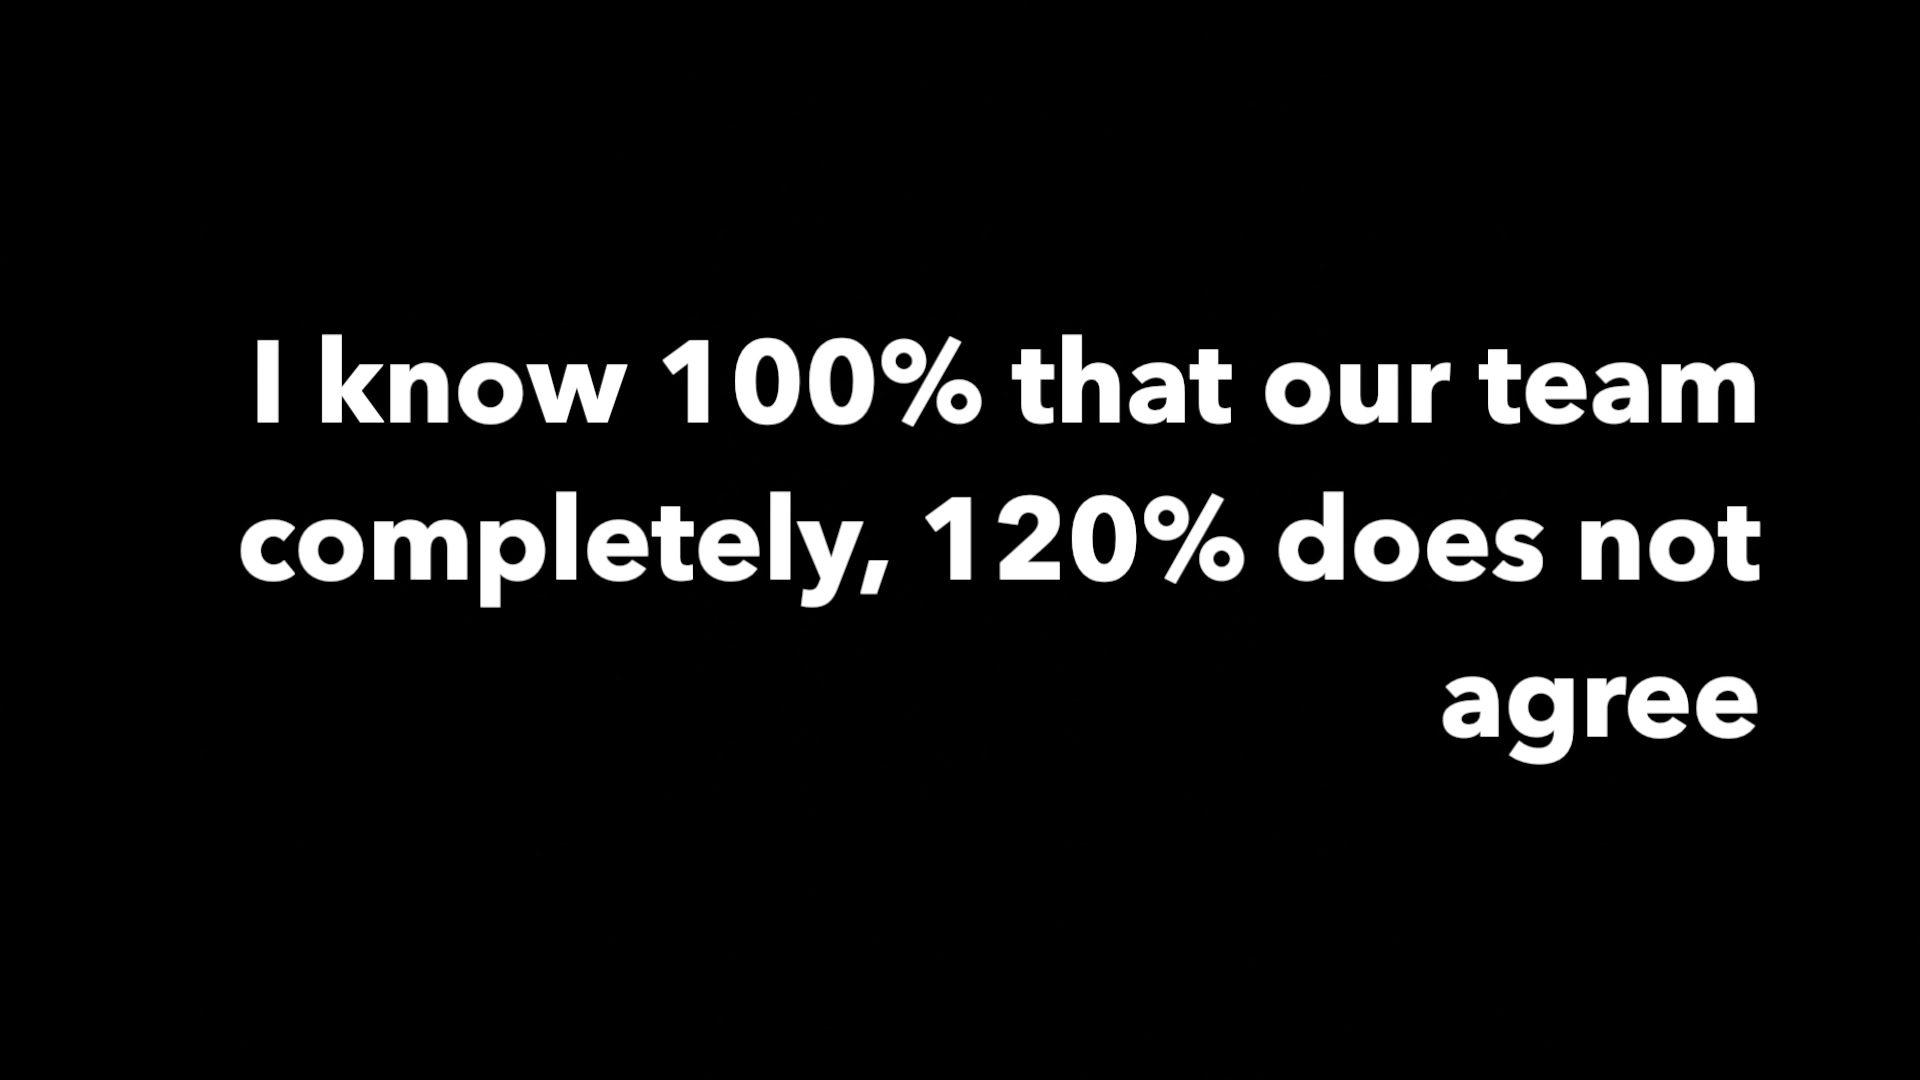 I know 100% that our team
completely, 120% does not
agree